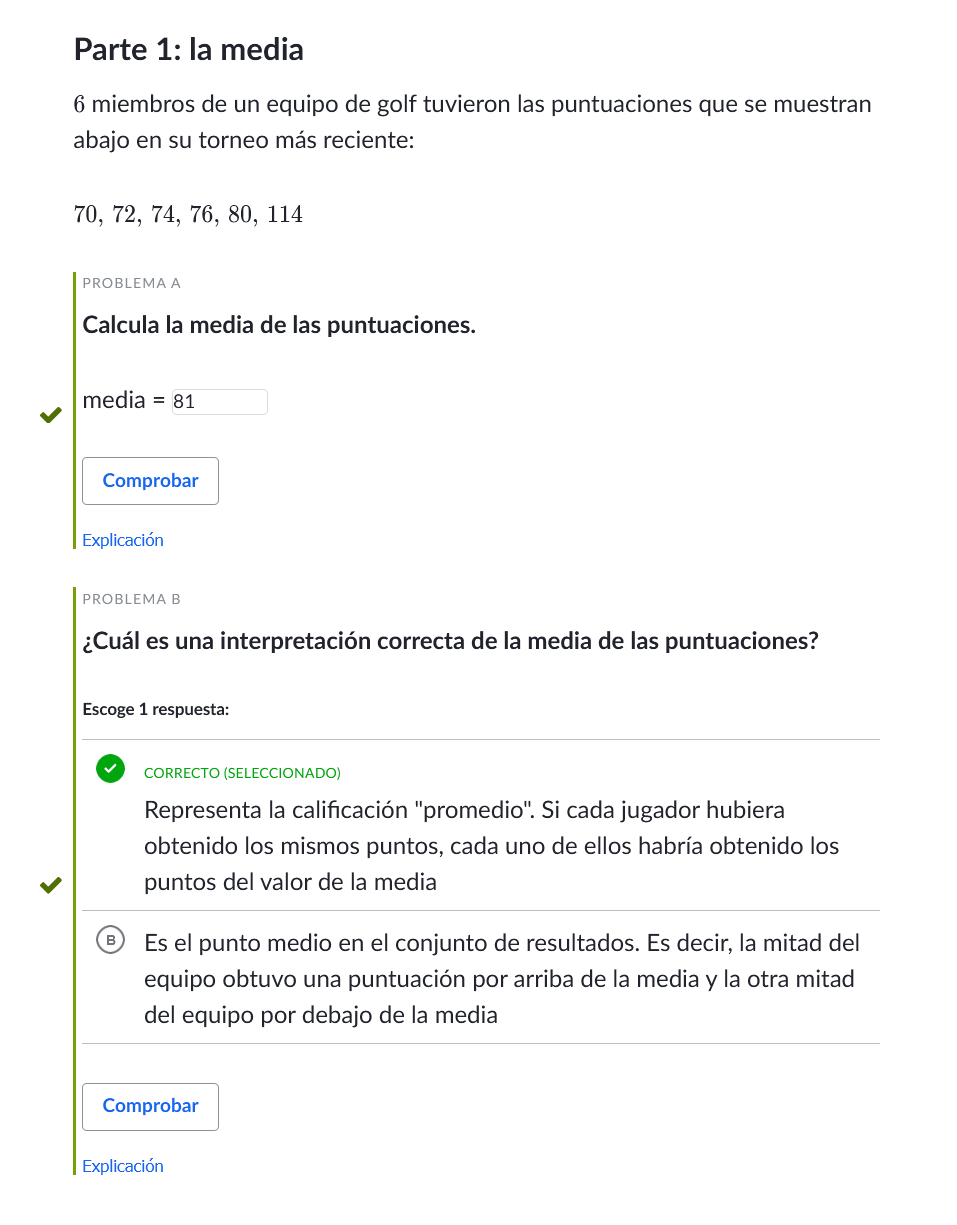 Parte 1: la media
6 miembros de un equipo de golf tuvieron las puntuaciones que se muestran
abajo en su torneo más reciente:
70, 72, 74, 76, 80, 114
PROBLEMA A
Calcula la media de las puntuaciones.
media = 81
Comprobar
Explicación
PROBLEMA B
¿Cuál es una interpretación correcta de la media de las puntuaciones?
Escoge 1 respuesta:
CORRECTO (SELECCIONADO)
Representa la calificación "promedio". Si cada jugador hubiera
obtenido los mismos puntos, cada uno de ellos habría obtenido los
puntos del valor de la media
B
Es el punto medio en el conjunto de resultados. Es decir, la mitad del
equipo obtuvo una puntuación por arriba de la media y la otra mitad
del equipo por debajo de la media
Comprobar
Explicación